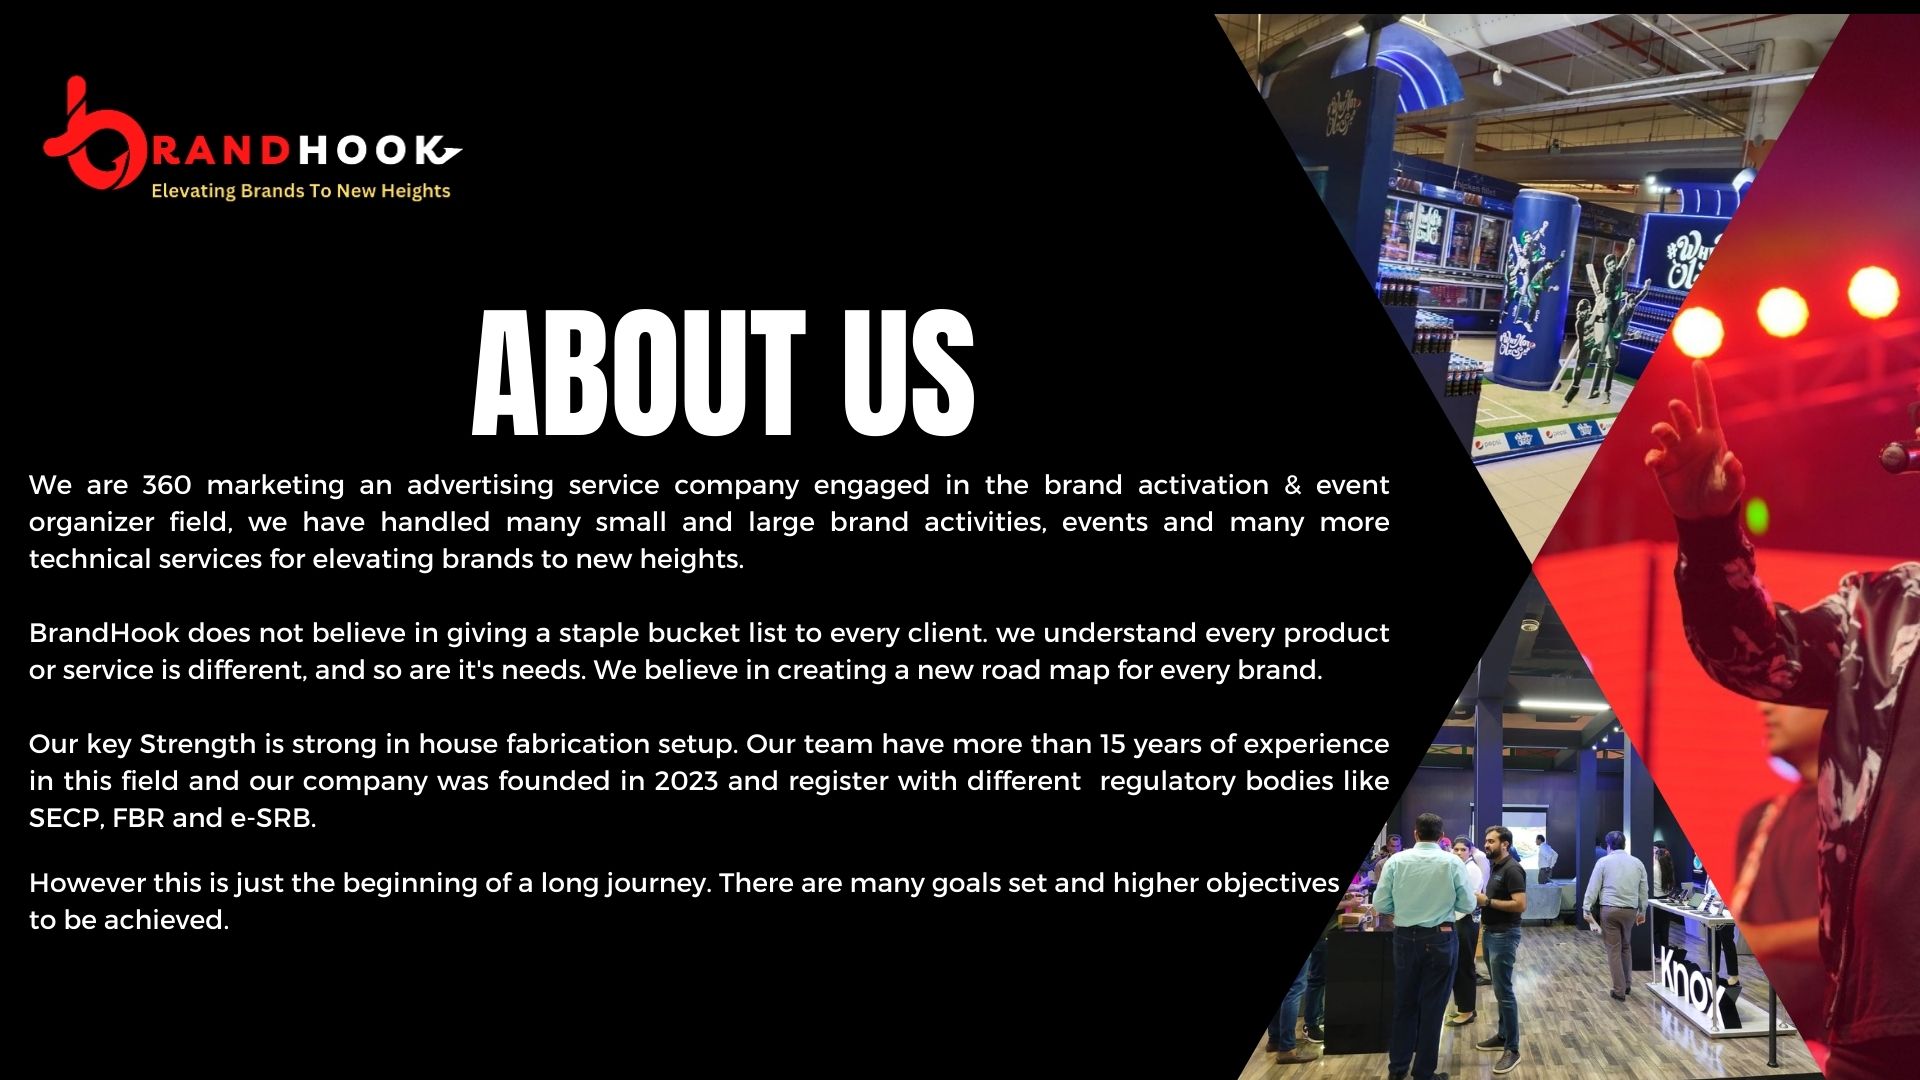 BRANDHOOK
Elevating Brands To New Heights
ABOUT US
We are 360 marketing an advertising service company engaged in the brand activation & event
organizer field, we have handled many small and large brand activities, events and many more
technical services for elevating brands to new heights.
BrandHook does not believe in giving a staple bucket list to every client. we understand every product
or service is different, and so are it's needs. We believe in creating a new road map for every brand.
Our key Strength is strong in house fabrication setup. Our team have more than 15 years of experience
in this field and our company was founded in 2023 and register with different regulatory bodies like
SECP, FBR and e-SRB.
However this is just the beginning of a long journey. There are many goals set and higher objectives
to be achieved.
chicken fillet
pepsi
pepsi
Knox